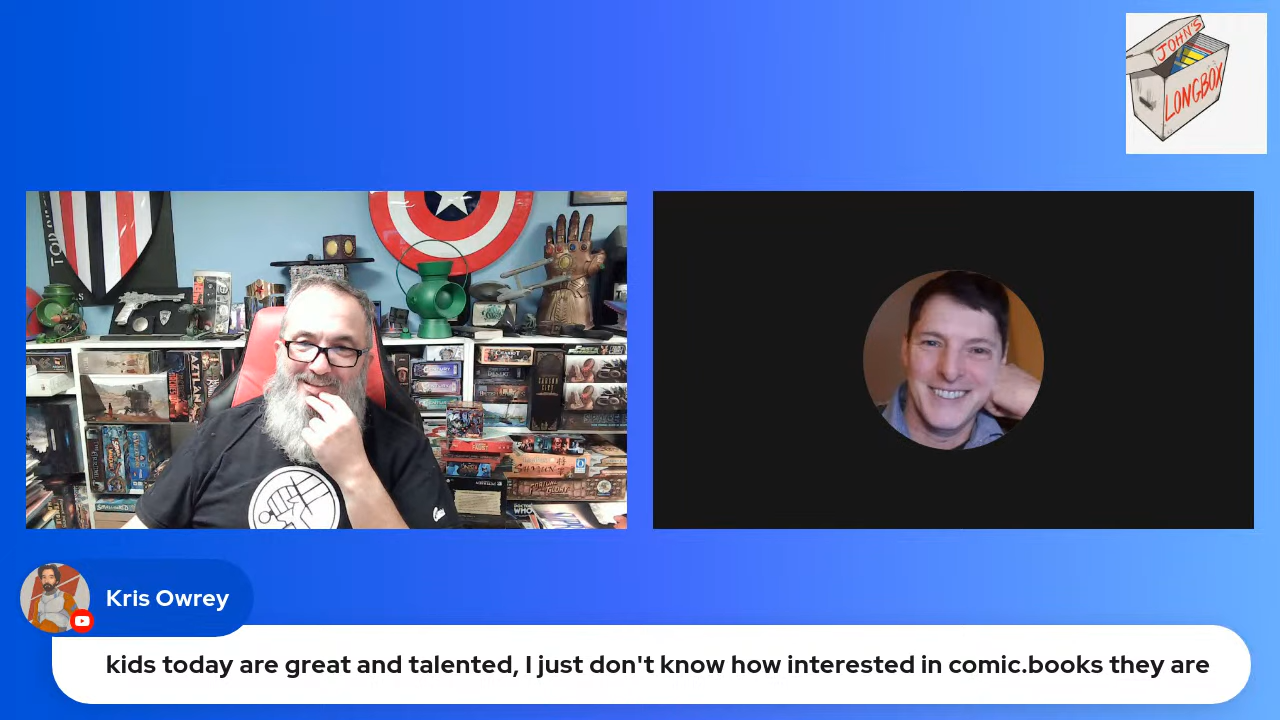 JOHN'S
LONGBOX
Kris Owrey
kids today are great and talented, I just don't know how interested in comic.books they are